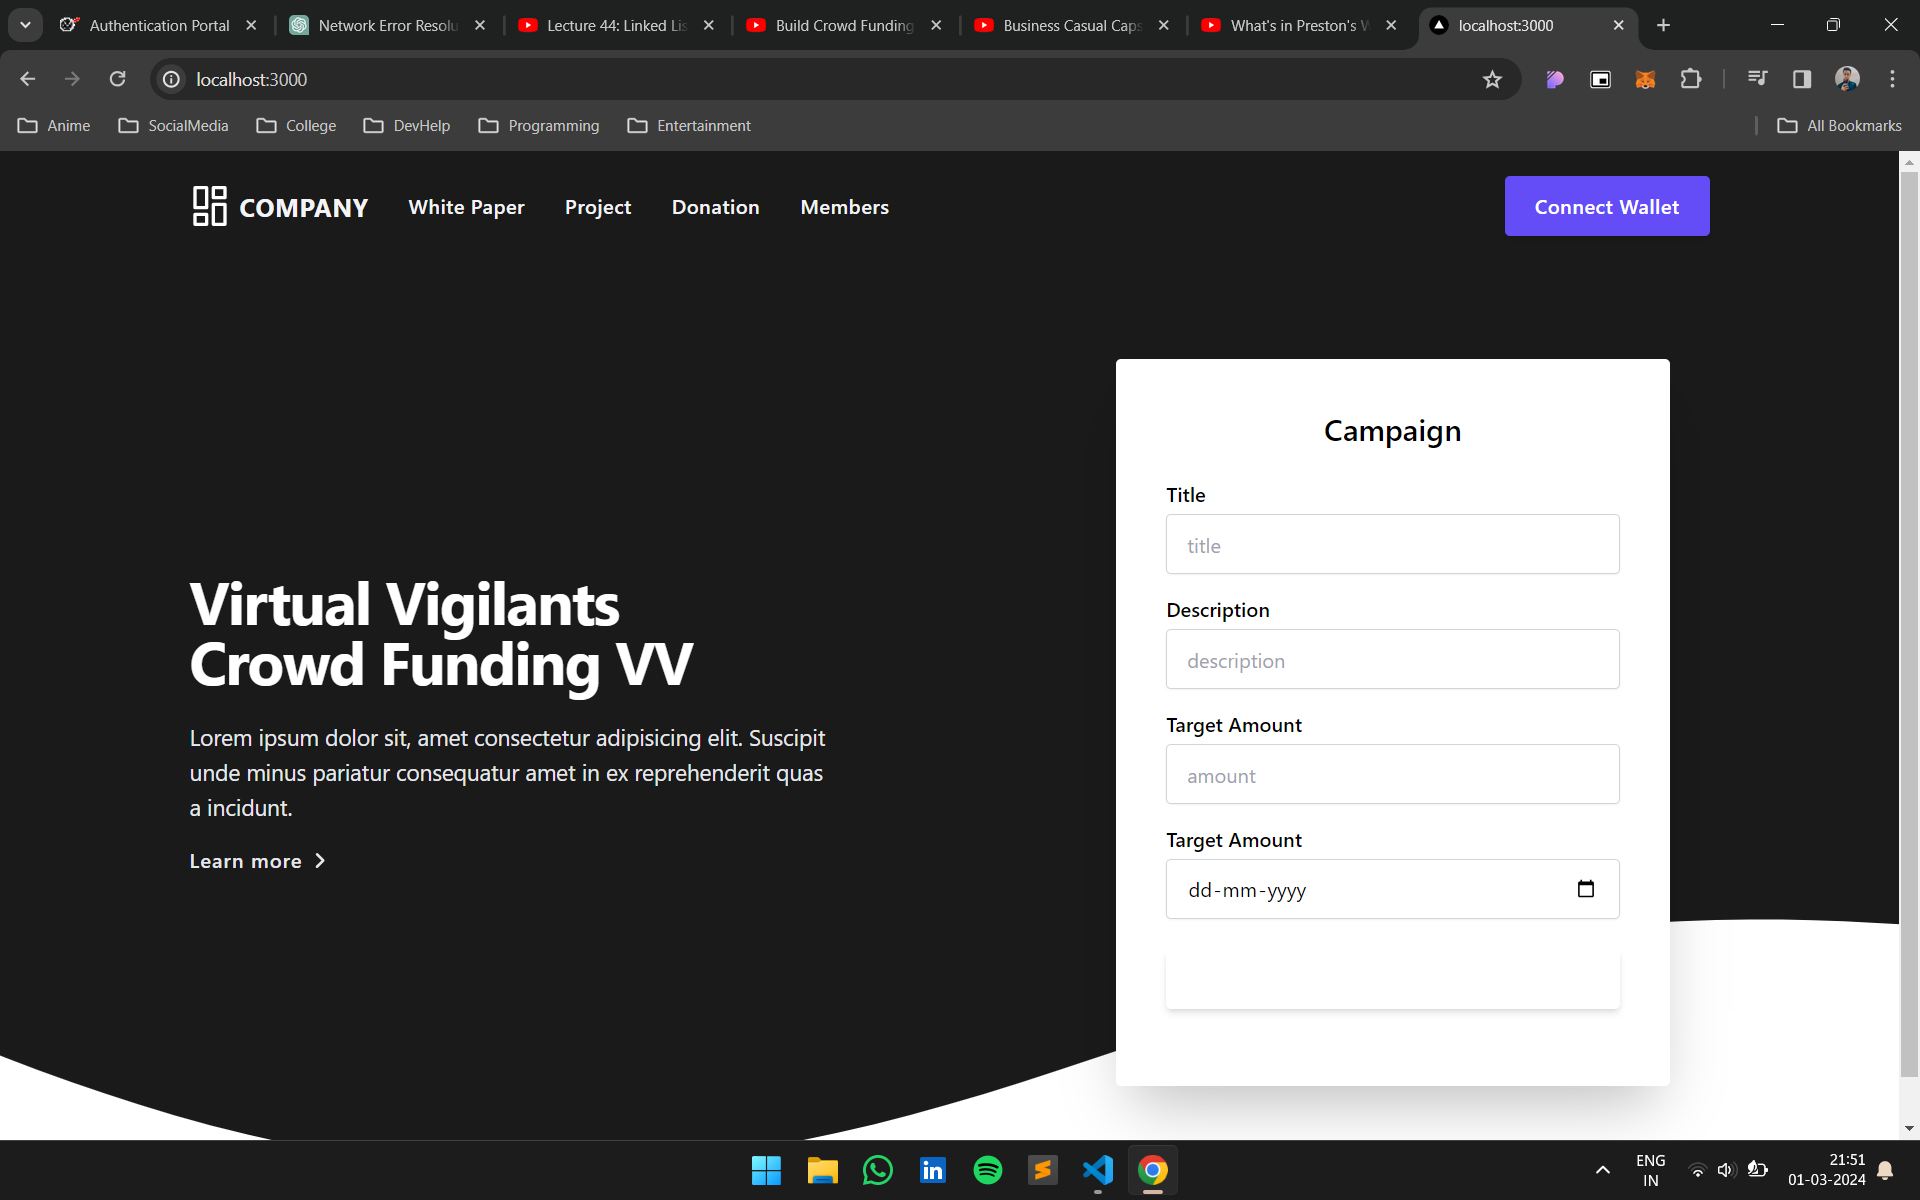 Authentication Portal
Network Error Resolu
Lecture 44: Linked Lis
Build Crowd Funding
Business Casual Caps
What's in Preston's W
localhost:3000
localhost:3000
Anime
SocialMedia
College
DevHelp
Programming
Entertainment
All Bookmarks
COMPANY
White Paper
Project
Donation
Members
Connect Wallet
Campaign
Title
title
Description
description
Target Amount
amount
Target Amount
dd-mm-yyyy
Virtual Vigilants
Crowd Funding VV
Lorem ipsum dolor sit, amet consectetur adipisicing elit. Suscipit
unde minus pariatur consequatur amet in ex reprehenderit quas
a incidunt.
Learn more
ENG
IN
21:51
01-03-2024